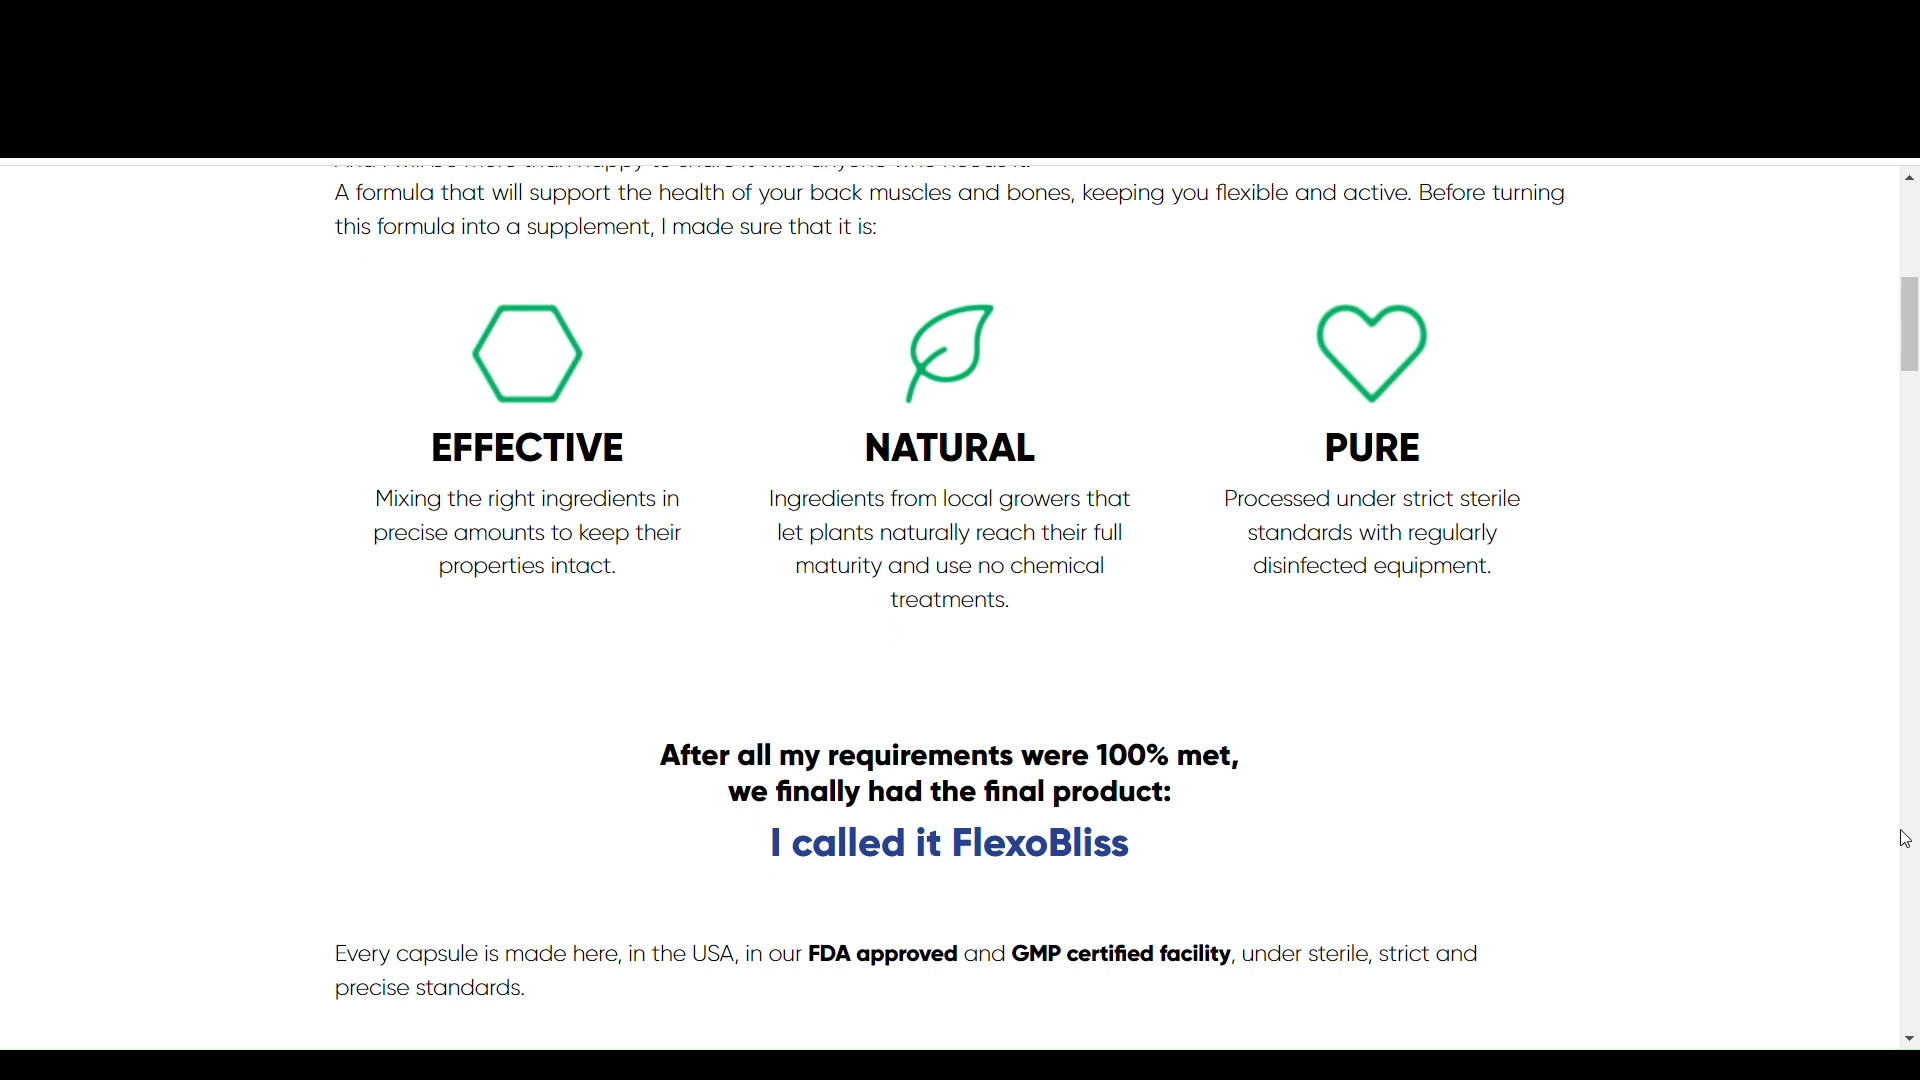 A formula that will support the health of your back muscles and bones, keeping you flexible and active. Before turning
this formula into a supplement, I made sure that it is:
EFFECTIVE
Mixing the right ingredients in
precise amounts to keep their
properties intact.
NATURAL
Ingredients from local growers that
let plants naturally reach their full
maturity and use no chemical
treatments.
PURE
Processed under strict sterile
standards with regularly
disinfected equipment.
After all my requirements were 100% met,
we finally had the final product:
I called it FlexoBliss
Every capsule is made here, in the USA, in our FDA approved and GMP certified facility, under sterile, strict and
precise standards.